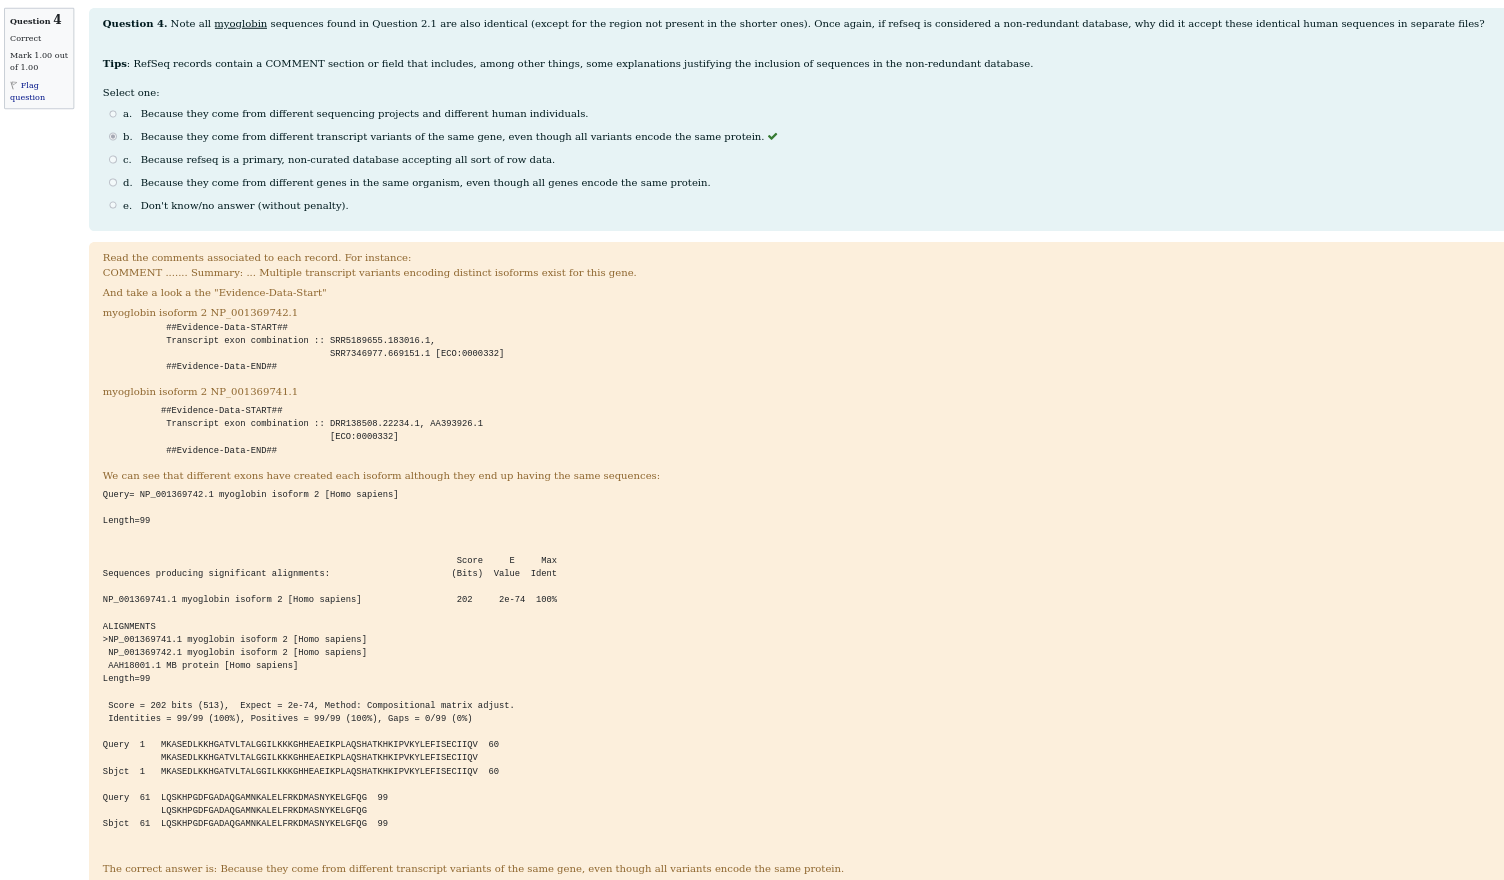 Question 4
Correct
Mark 1.00 out
of 1.00
Flag
question
Question 4. Note all myoglobin sequences found in Question 2.1 are also identical (except for the region not present in the shorter ones). Once again, if refseq is considered a non-redundant database, why did it accept these identical human sequences in separate files?
Tips: RefSeq records contain a COMMENT section or field that includes, among other things, some explanations justifying the inclusion of sequences in the non-redundant database.
Select one:
a. Because they come from different sequencing projects and different human individuals.
b. Because they come from different transcript variants of the same gene, even though all variants encode the same protein.
c. Because refseq is a primary, non-curated database accepting all sort of row data.
d. Because they come from different genes in the same organism, even though all genes encode the same protein.
e. Don't know/no answer (without penalty).
Read the comments associated to each record. For instance:
COMMENT ....... Summary: ... Multiple transcript variants encoding distinct isoforms exist for this gene.
And take a look a the "Evidence-Data-Start"
myoglobin isoform 2 NP_001369742.1
##Evidence-Data-START##
Transcript exon combination :: SRR5189655.183016.1,
SRR7346977.669151.1 [ECO:0000332]
##Evidence-Data-END##
myoglobin isoform 2 NP_001369741.1
##Evidence-Data-START##
Transcript exon combination :: DRR138508.22234.1, AA393926.1
[ECO:0000332]
##Evidence-Data-END##
We can see that different exons have created each isoform although they end up having the same sequences:
Query= NP_001369742.1 myoglobin isoform 2 [Homo sapiens]
Length=99
Score E Max
Sequences producing significant alignments: (Bits) Value Ident
NP_001369741.1 myoglobin isoform 2 [Homo sapiens] 202 2e-74 100%
ALIGNMENTS
>NP_001369741.1 myoglobin isoform 2 [Homo sapiens]
NP_001369742.1 myoglobin isoform 2 [Homo sapiens]
AAH18001.1 MB protein [Homo sapiens]
Length=99
Score = 202 bits (513), Expect = 2e-74, Method: Compositional matrix adjust.
Identities = 99/99 (100%), Positives = 99/99 (100%), Gaps = 0/99 (0%)
Query 1 MKASEDLKKHGATVLTALGGILKKKGHHEAEIKPLAQSHATKHKIPVKYLEFISECIIQV 60
MKASEDLKKHGATVLTALGGILKKKGHHEAEIKPLAQSHATKHKIPVKYLEFISECIIQV
Sbjct 1 MKASEDLKKHGATVLTALGGILKKKGHHEAEIKPLAQSHATKHKIPVKYLEFISECIIQV 60
Query 61 LQSKHPGDFGADAQGAMNKALELFRKDMASNYKELGFQG 99
LQSKHPGDFGADAQGAMNKALELFRKDMASNYKELGFQG
Sbjct 61 LQSKHPGDFGADAQGAMNKALELFRKDMASNYKELGFQG 99
The correct answer is: Because they come from different transcript variants of the same gene, even though all variants encode the same protein.